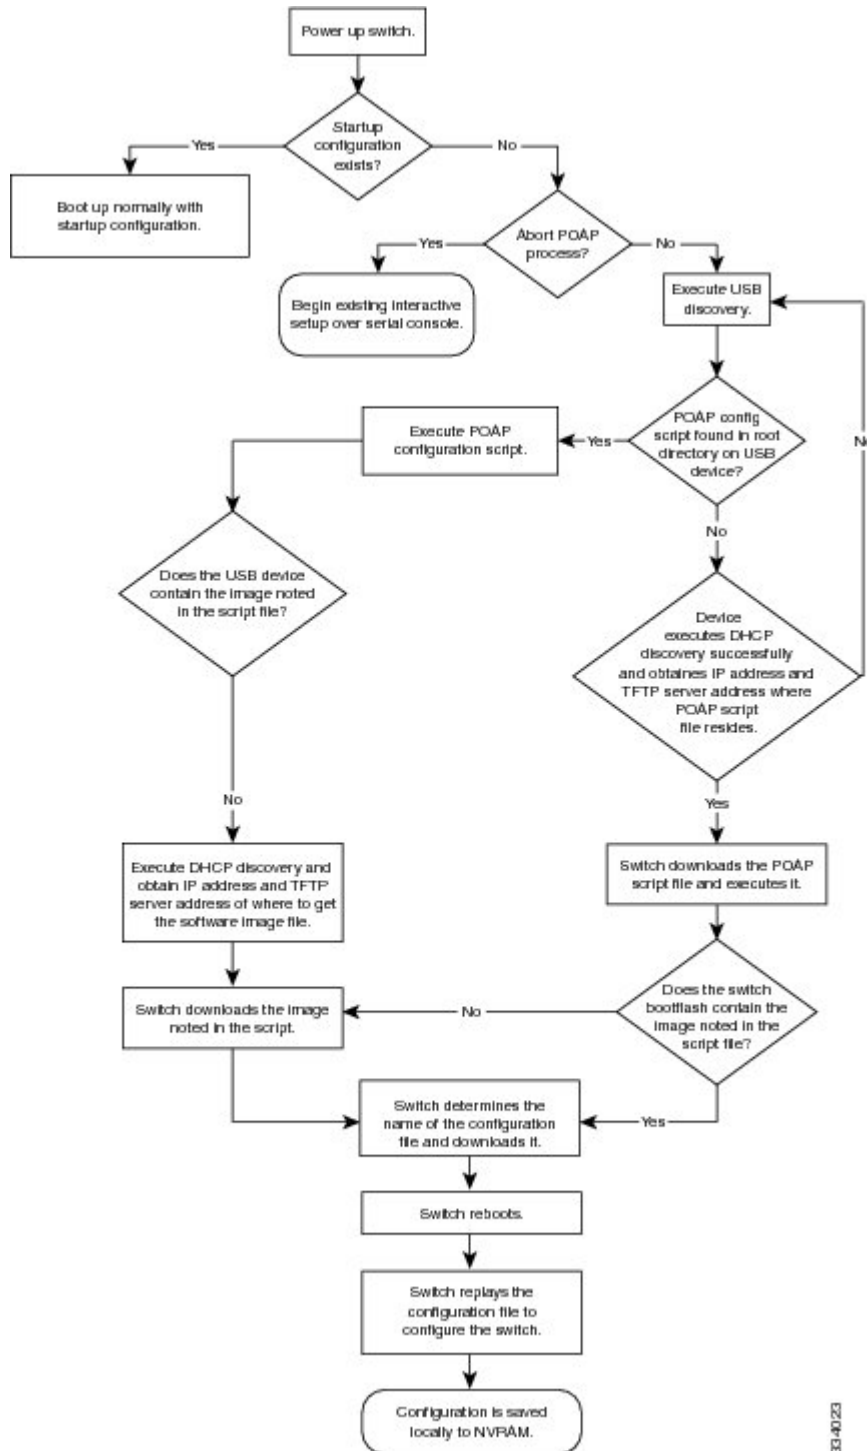 Power up switch.
Startup
configuration
exists?
Yes
No
Boot up normally with
startup configuration.
Abort POAP
process?
Yes
No
Begin existing interactive
setup over serial console.
Execute USB
discovery.
POAP config
script found in root
directory on USB
device?
Yes
No
Execute POAP
configuration script.
Does the USB device
contain the image noted
in the script file?
No
Device
executes DHCP
discovery successfully
and obtaines IP address and
TFTP server address where
POAP script
file resides.
No
Yes
Execute DHCP discovery and
obtain IP address and TFTP
server address of where to get
the software image file.
Switch downloads the POAP
script file and executes it.
Does the switch
bootflash contain the
image noted in the
script file?
No
Yes
Switch downloads the image
noted in the script.
Switch determines the
name of the configuration
file and downloads it.
Switch reboots.
Switch replays the
configuration file to
configure the switch.
Configuration is saved
locally to NVRAM.
334023